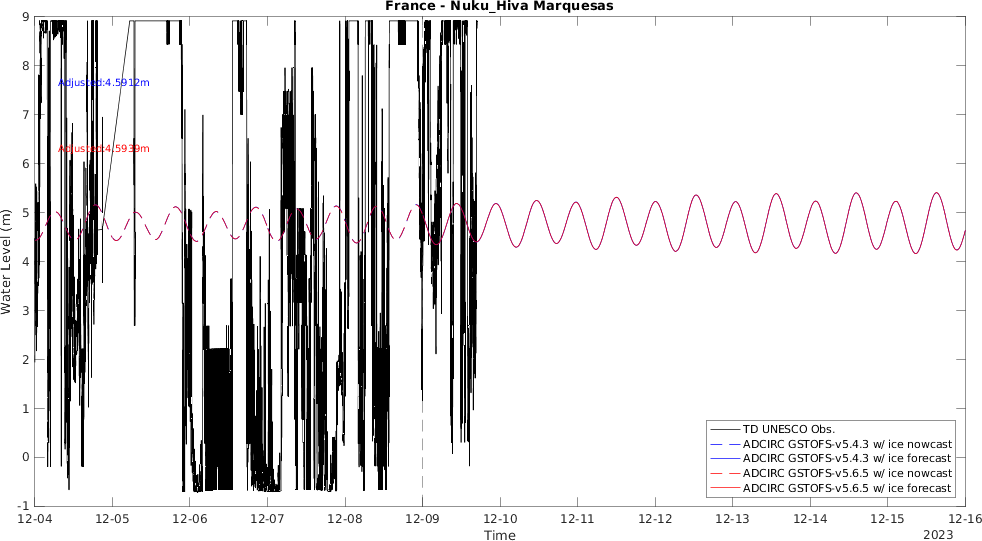 France - Nuku_Hiva Marquesas
9
8
7
6
5
4
3
2
1
0
-1
Water Level (m)
Adjusted:4.5912m
Adjusted:4.5939m
TD UNESCO Obs.
ADCIRC GSTOFS-v5.4.3 w/ ice nowcast
ADCIRC GSTOFS-v5.4.3 w/ ice forecast
ADCIRC GSTOFS-v5.6.5 w/ ice nowcast
ADCIRC GSTOFS-v5.6.5 w/ ice forecast
12-04 12-05 12-06 12-07 12-08 12-09 12-10 12-11 12-12 12-13 12-14 12-15 12-16
Time
2023